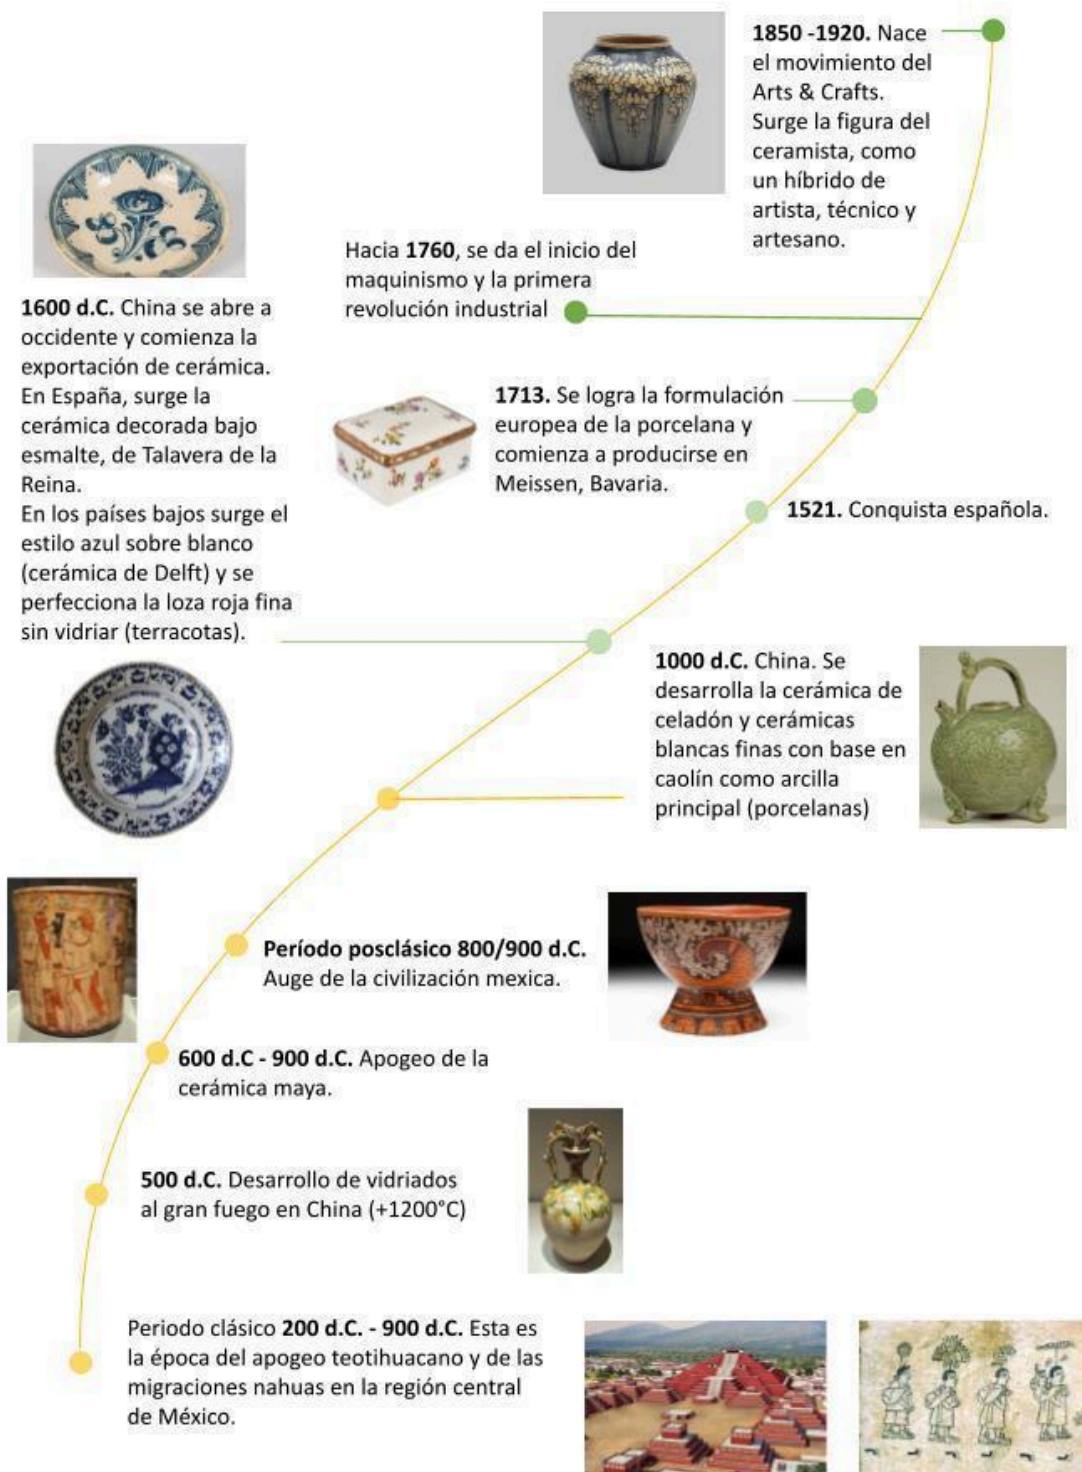 1850 -1920. Nace
el movimiento del
Arts & Crafts.
Surge la figura del
ceramista, como
un híbrido de
artista, técnico y
artesano.
Hacia 1760, se da el inicio del
maquinismo y la primera
revolución industrial
1600 d.C. China se abre a
occidente y comienza la
exportación de cerámica.
En España, surge la
cerámica decorada bajo
esmalte, de Talavera de la
Reina.
En los países bajos surge el
estilo azul sobre blanco
(cerámica de Delft) y se
perfecciona la loza roja fina
sin vidriar (terracotas).
1713. Se logra la formulación
europea de la porcelana y
comienza a producirse en
Meissen, Bavaria.
1521. Conquista española.
1000 d.C. China. Se
desarrolla la cerámica de
celadón y cerámicas
blancas finas con base en
caolín como arcilla
principal (porcelanas)
Período posclásico 800/900 d.C.
Auge de la civilización mexica.
600 d.C - 900 d.C. Apogeo de la
cerámica maya.
500 d.C. Desarrollo de vidriados
al gran fuego en China (+1200°C)
Periodo clásico 200 d.C. - 900 d.C. Esta es
la época del apogeo teotihuacano y de las
migraciones nahuas en la región central
de México.